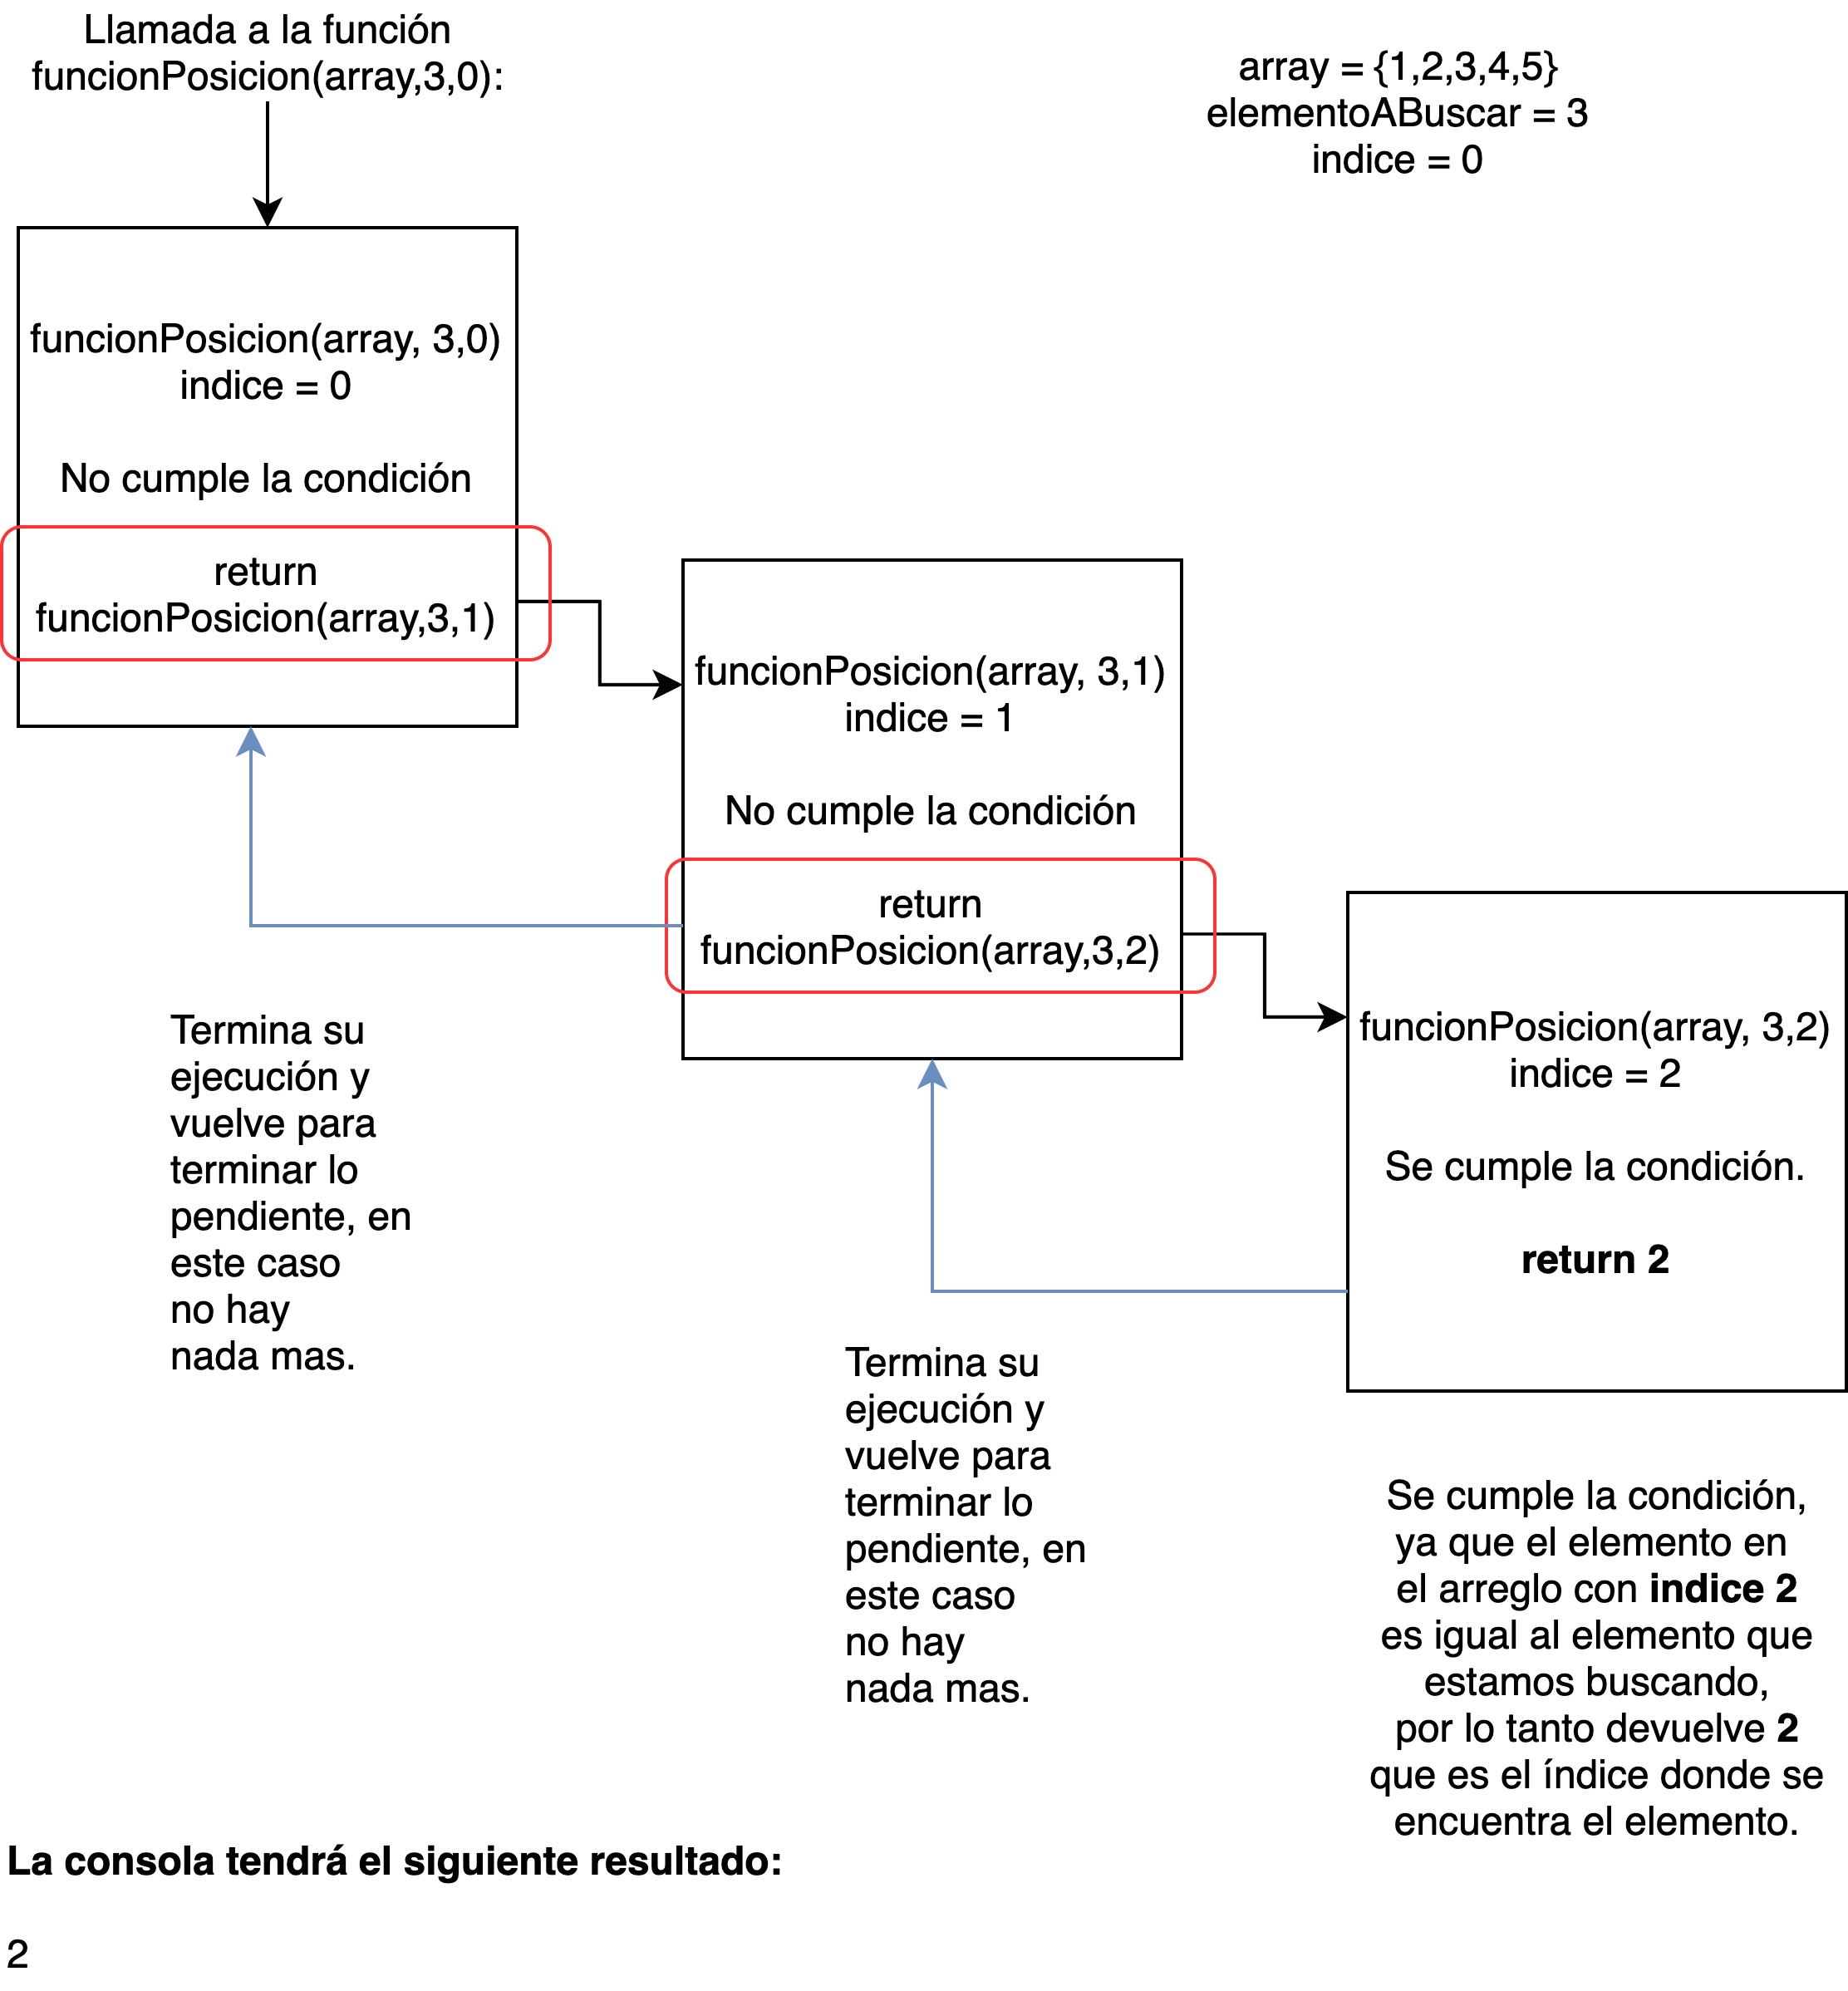 Llamada a la función
funcionPosicion(array,3,0):
array = {1,2,3,4,5}
elementoABuscar = 3
indice = 0
funcionPosicion(array, 3,0)
indice = 0
No cumple la condición
return
funcionPosicion(array,3,1)
funcionPosicion(array, 3,1)
indice = 1
No cumple la condición
return
funcionPosicion(array,3,2)
funcionPosicion(array, 3,2)
indice = 2
Se cumple la condición.
return 2
Termina su
ejecución y
vuelve para
terminar lo
pendiente, en
este caso
no hay
nada mas.
Termina su
ejecución y
vuelve para
terminar lo
pendiente, en
este caso
no hay
nada mas.
Se cumple la condición,
ya que el elemento en
el arreglo con indice 2
es igual al elemento que
estamos buscando,
por lo tanto devuelve 2
que es el índice donde se
encuentra el elemento.
La consola tendrá el siguiente resultado:
2